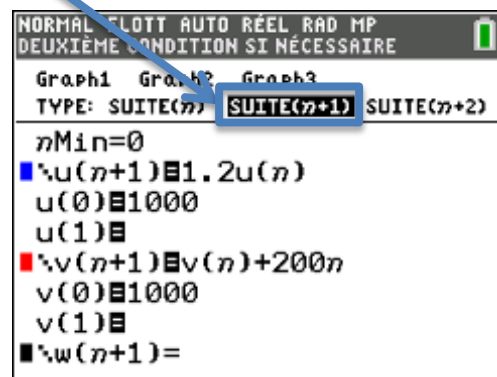 NORMAL FLOTT AUTO RÉEL RAD MP
DEUXIÈME CONDITION SI NÉCESSAIRE
Graph1 Graph2 Graph3
TYPE: SUITE(n) SUITE(n+1) SUITE(n+2)
nMin=0
u(n+1)=1.2u(n)
u(0)=1000
u(1)=
v(n+1)=v(n)+200n
v(0)=1000
v(1)=
w(n+1)=